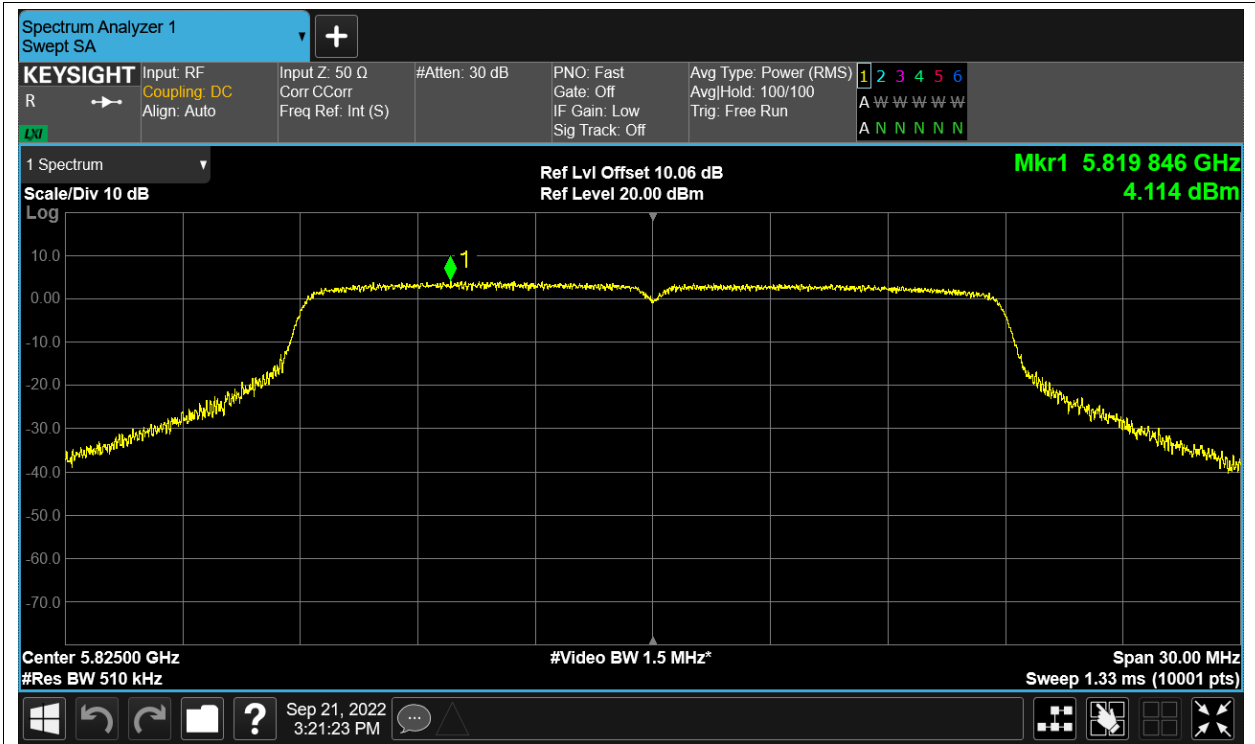 Spectrum Analyzer 1
Swept SA
KEYSIGHT
R
LXI
Input: RF
Coupling: DC
Align: Auto
Input Z: 50 Ω
Corr CCorr
Freq Ref: Int (S)
#Atten: 30 dB
PNO: Fast
Gate: Off
IF Gain: Low
Sig Track: Off
Avg Type: Power (RMS)
Avg|Hold: 100/100
Trig: Free Run
1 2 3 4 5 6
A W W W W W
A N N N N N
1 Spectrum
Scale/Div 10 dB
Log
Ref Lvl Offset 10.06 dB
Ref Level 20.00 dBm
Mkr1 5.819 846 GHz
4.114 dBm
1
10.0
0.00
-10.0
-20.0
-30.0
-40.0
-50.0
-60.0
-70.0
Center 5.82500 GHz
#Res BW 510 kHz
#Video BW 1.5 MHz*
Span 30.00 MHz
Sweep 1.33 ms (10001 pts)
?
Sep 21, 2022
3:21:23 PM